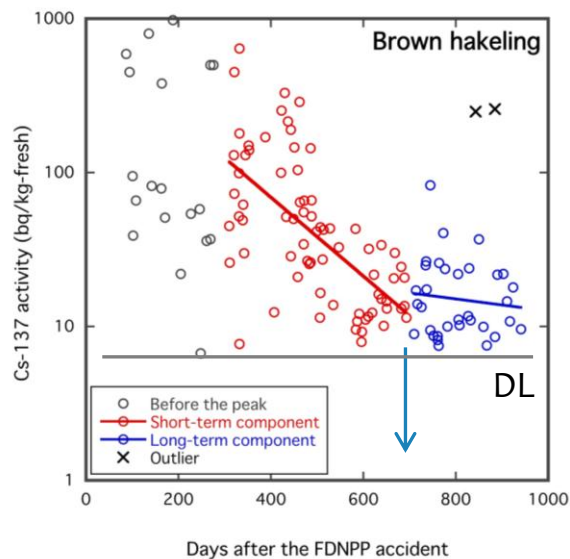 1000
Brown hakeling
100
Cs-137 activity (bq/kg-fresh)
10
DL
Before the peak
Short-term component
Long-term component
Outlier
1
0 200 400 600 800 1000
Days after the FDNPP accident